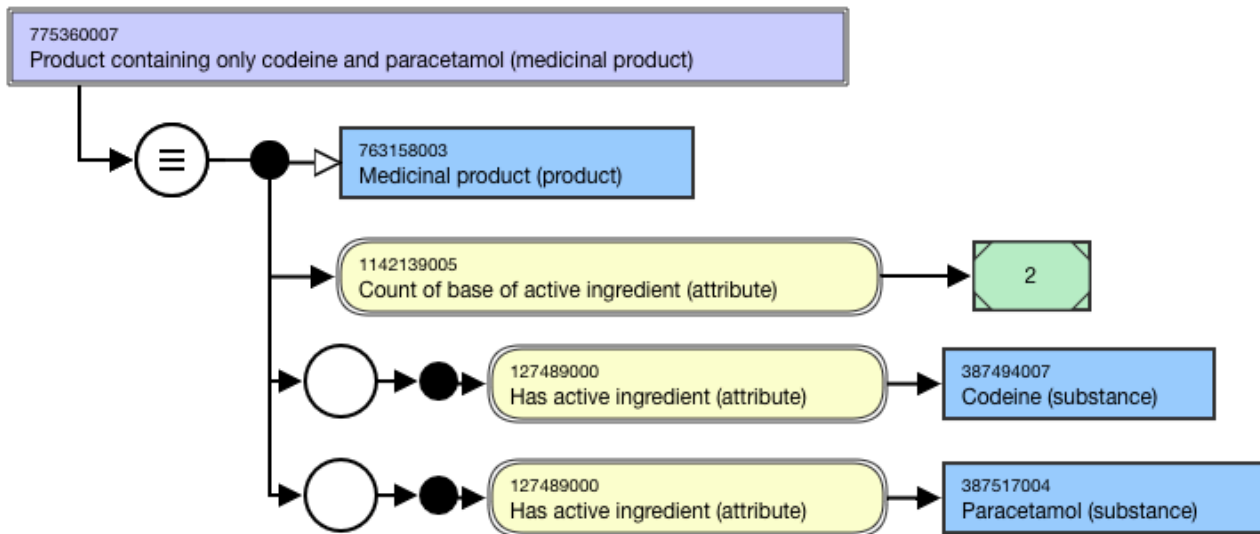 775360007
Product containing only codeine and paracetamol (medicinal product)
763158003
Medicinal product (product)
1142139005
Count of base of active ingredient (attribute)
2
127489000
Has active ingredient (attribute)
387494007
Codeine (substance)
127489000
Has active ingredient (attribute)
387517004
Paracetamol (substance)